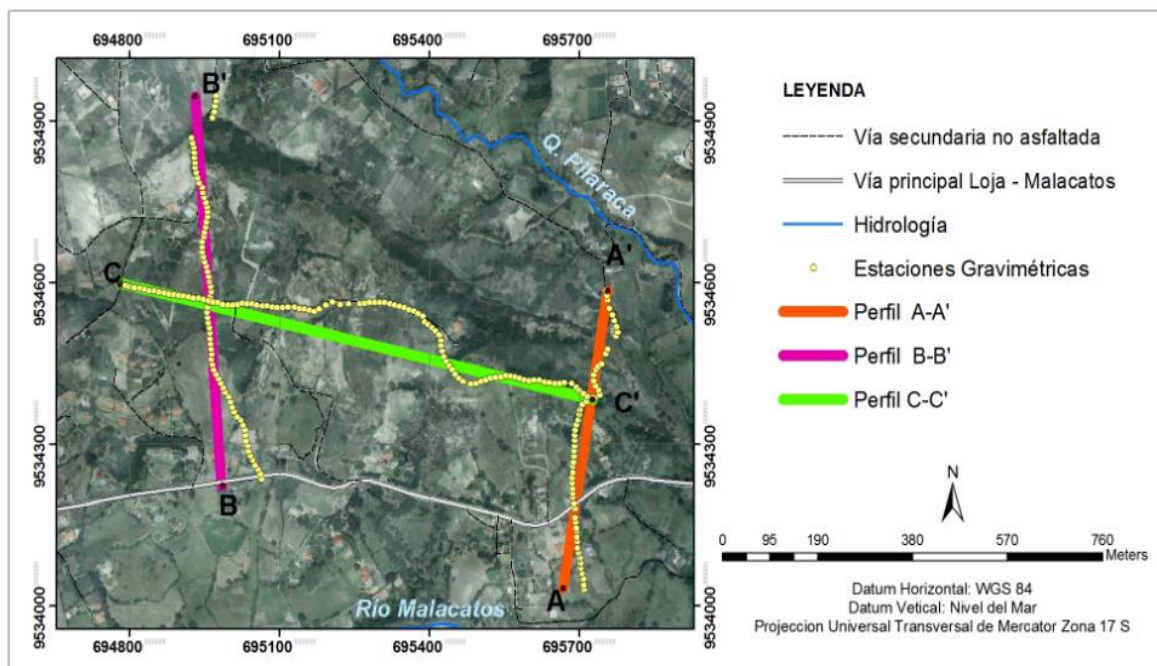 694800 695100 695400 695700
B'
9534900 9534900
Q. Pilaraca
A'
C
9534600 9534600
C'
9534300 9534300
B
A
Río Malacatos
9534000 9534000
694800 695100 695400 695700
LEYENDA
Vía secundaria no asfaltada
Vía principal Loja - Malacatos
Hidrología
Estaciones Gravimétricas
Perfil A-A'
Perfil B-B'
Perfil C-C'
N
0 95 190 380 570 760
Meters
Datum Horizontal: WGS 84
Datum Vetical: Nivel del Mar
Projeccion Universal Transversal de Mercator Zona 17 S